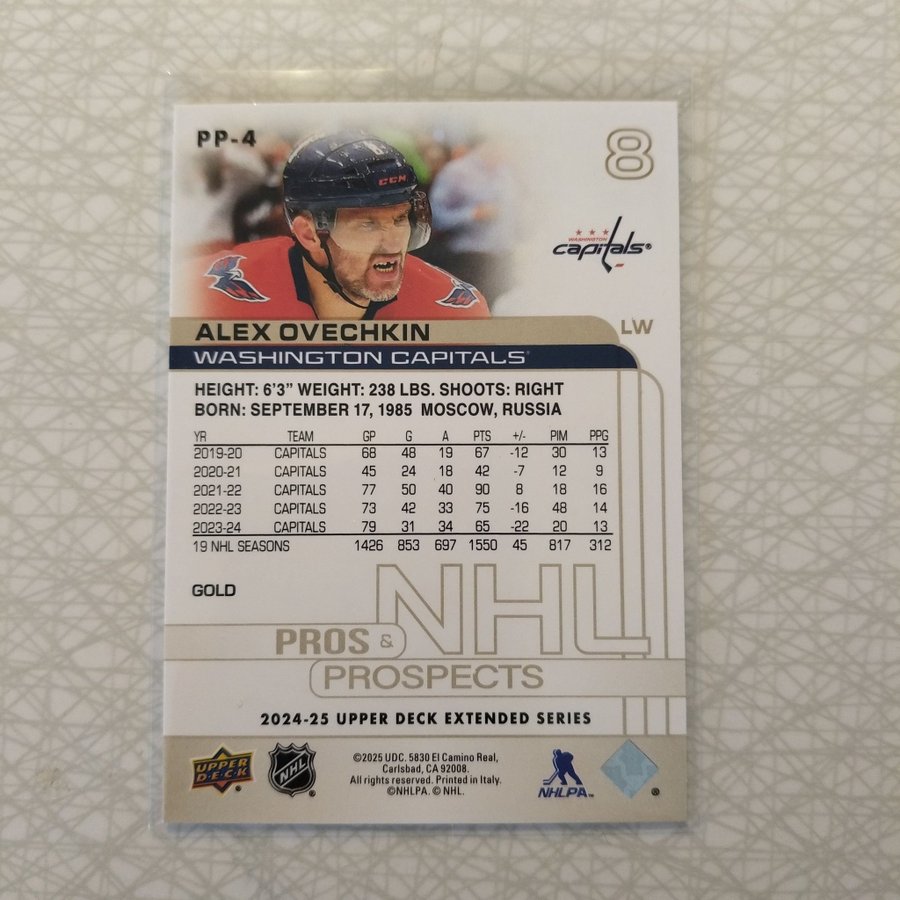 PP-4
8
CCM
WASHINGTON
capitals®
ALEX OVECHKIN
LW
WASHINGTON CAPITALS
HEIGHT: 6'3" WEIGHT: 238 LBS. SHOOTS: RIGHT
BORN: SEPTEMBER 17, 1985 MOSCOW, RUSSIA
YR TEAM GP G A PTS +/- PIM PPG
2019-20 CAPITALS 68 48 19 67 -12 30 13
2020-21 CAPITALS 45 24 18 42 -7 12 9
2021-22 CAPITALS 77 50 40 90 8 18 16
2022-23 CAPITALS 73 42 33 75 -16 48 14
2023-24 CAPITALS 79 31 34 65 -22 20 13
19 NHL SEASONS 1426 853 697 1550 45 817 312
GOLD
NHL
PROS &
PROSPECTS
2024-25 UPPER DECK EXTENDED SERIES
UPPER
DECK
NHL
©2025 UDC. 5830 El Camino Real,
Carlsbad, CA 92008.
All rights reserved. Printed in Italy.
©NHLPA. © NHL.
NHLPA™
®